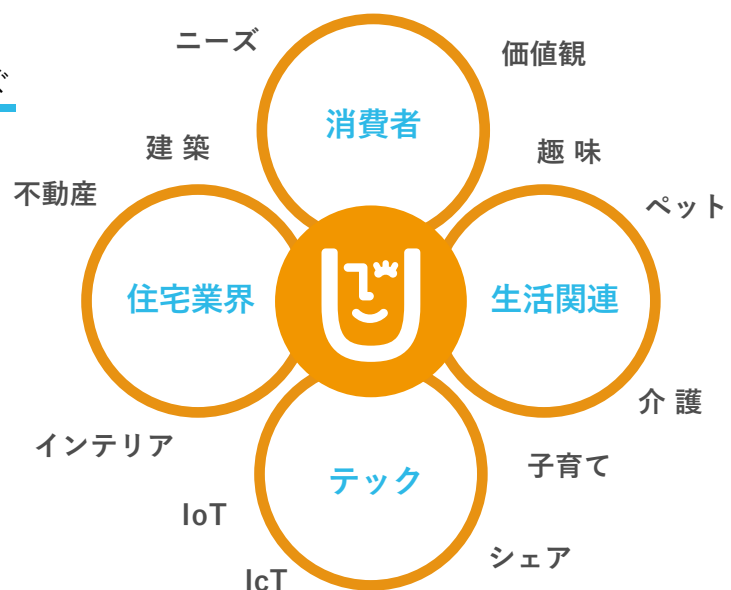 ニーズ
価値観
ぐ
消費者
建 築
趣 味
不動産
ペット
住宅業界
生活関連
介 護
インテリア
子育て
テック
IoT
シェア
IcT